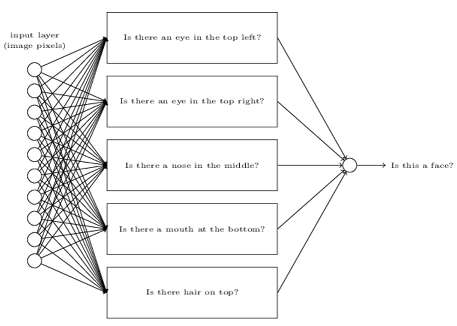 input layer
(image pixels)
Is there an eye in the top left?
Is there an eye in the top right?
Is there a nose in the middle?
Is there a mouth at the bottom?
Is there hair on top?
Is this a face?